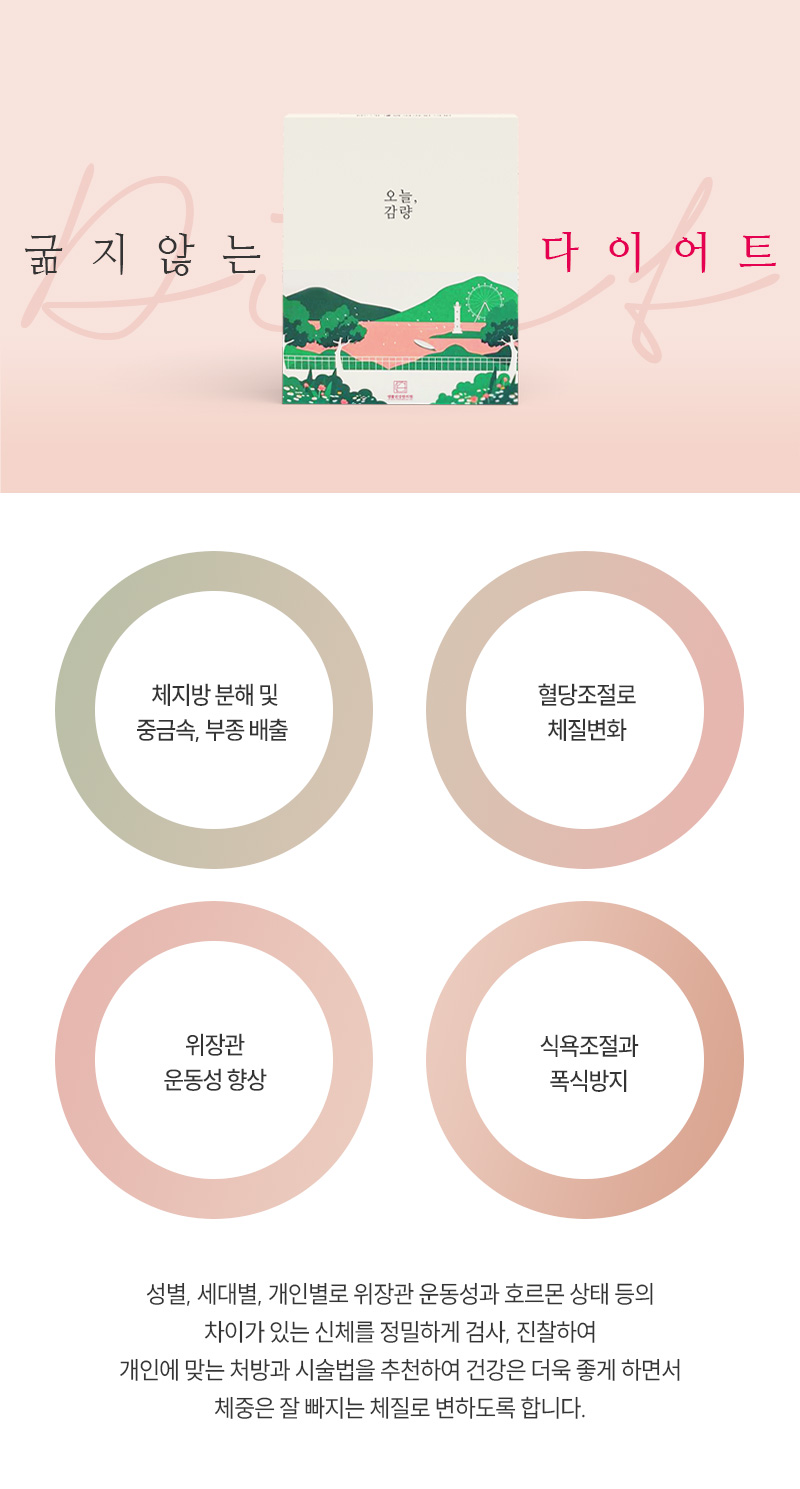 굶지않는
다이어트
Diet
오늘,
감량
체지방 분해 및
중금속, 부종 배출
혈당조절로
체질변화
위장관
운동성 향상
식욕조절과
폭식방지
성별, 세대별, 개인별로 위장관 운동성과 호르몬 상태 등의
차이가 있는 신체를 정밀하게 검사, 진찰하여
개인에 맞는 처방과 시술법을 추천하여 건강은 더욱 좋게 하면서
체중은 잘 빠지는 체질로 변하도록 합니다.